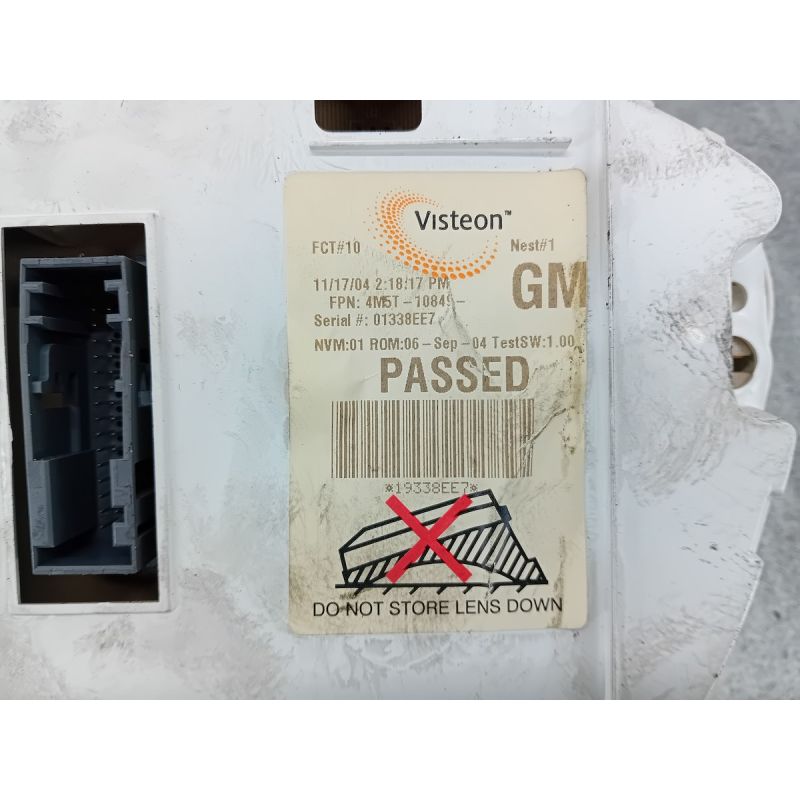 Visteon™
FCT#10 Nest#1
11/17/04 2:18:17 PM GM
FPN: 4M5T-10849-
Serial #: 01338EE7
NVM:01 ROM:06-Sep-04 TestSW:1.00
PASSED
*19338EE7*
DO NOT STORE LENS DOWN